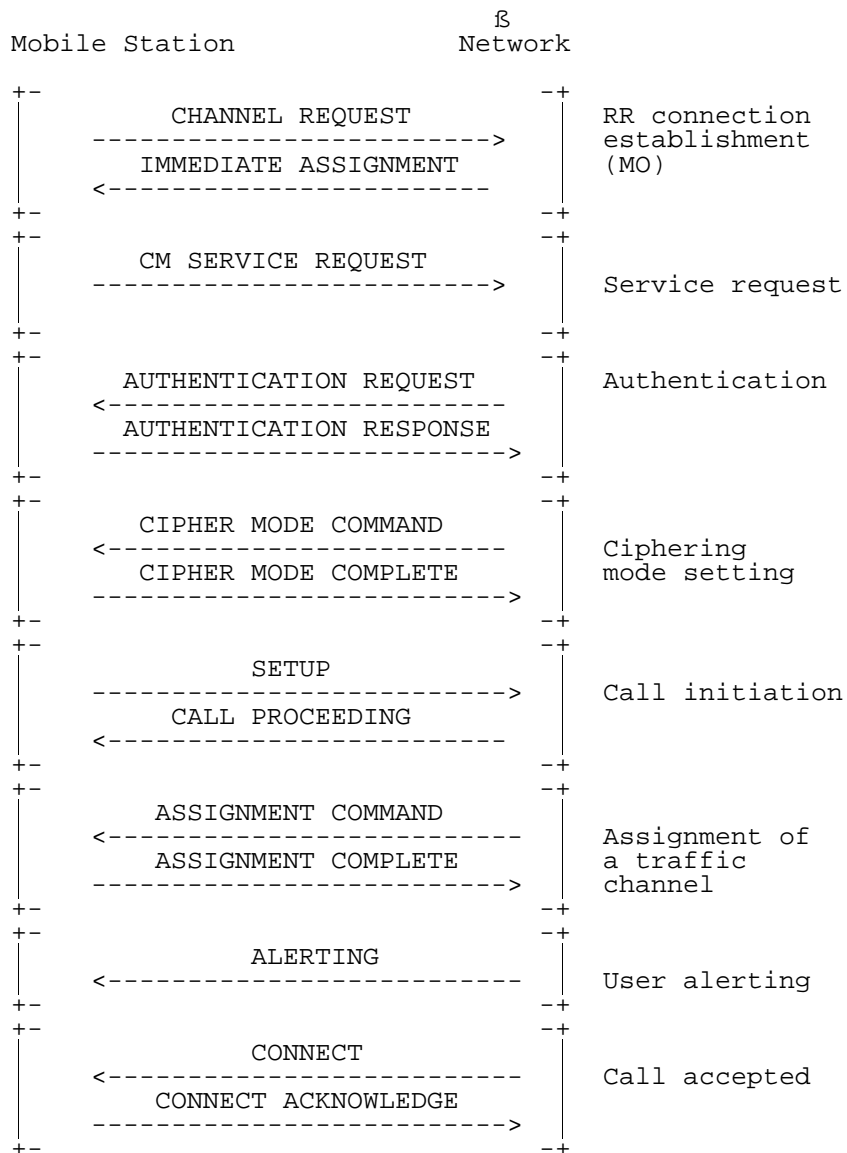 ß
Mobile Station Network
CHANNEL REQUEST RR connection
-------------------------> establishment
IMMEDIATE ASSIGNMENT (MO)
<------------------------
CM SERVICE REQUEST
-------------------------> Service request
AUTHENTICATION REQUEST Authentication
<-------------------------
AUTHENTICATION RESPONSE
-------------------------->
CIPHER MODE COMMAND
<------------------------- Ciphering
CIPHER MODE COMPLETE mode setting
-------------------------->
SETUP
--------------------------> Call initiation
CALL PROCEEDING
<-------------------------
ASSIGNMENT COMMAND
<-------------------------- Assignment of
ASSIGNMENT COMPLETE a traffic
--------------------------> channel
ALERTING
<-------------------------- User alerting
CONNECT
<-------------------------- Call accepted
CONNECT ACKNOWLEDGE
-------------------------->